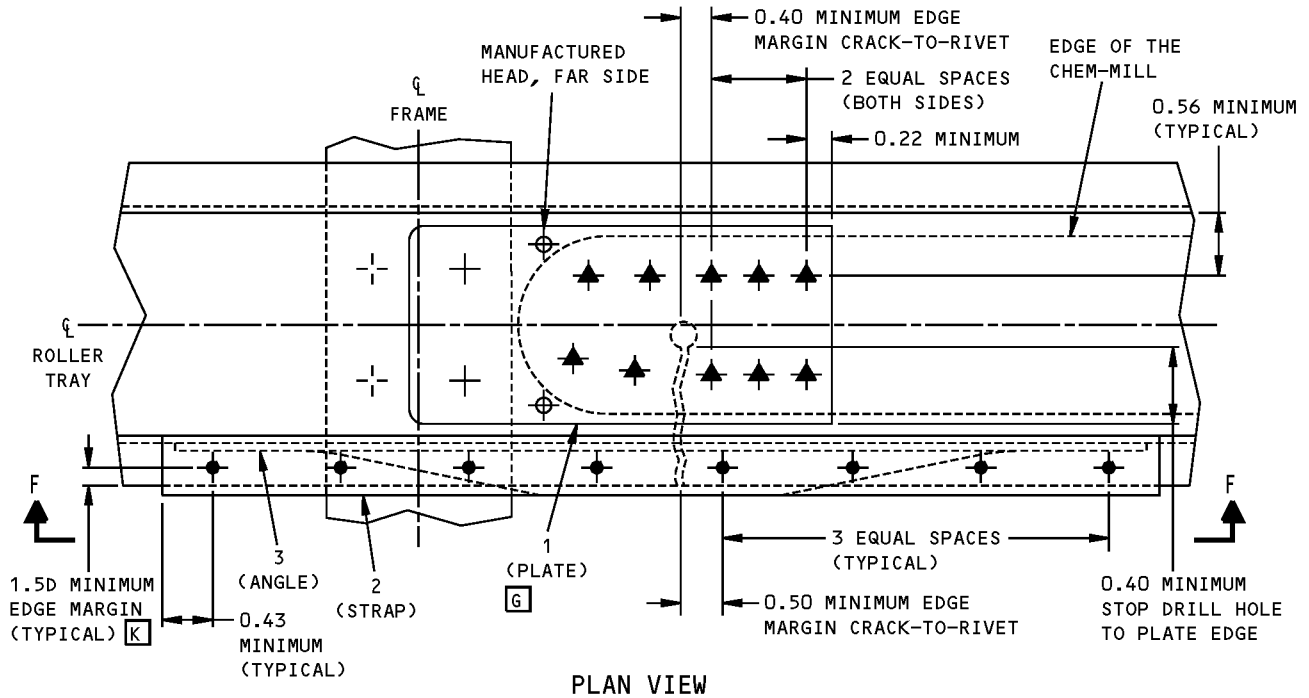 0.40 MINIMUM EDGE
MARGIN CRACK-TO-RIVET
MANUFACTURED
HEAD, FAR SIDE
EDGE OF THE
CHEM-MILL
2 EQUAL SPACES
(BOTH SIDES)
℄
FRAME
0.56 MINIMUM
(TYPICAL)
0.22 MINIMUM
℄
ROLLER
TRAY
F
F
1.5D MINIMUM
EDGE MARGIN
(TYPICAL) K
0.43
MINIMUM
(TYPICAL)
3
(ANGLE)
2
(STRAP)
1
(PLATE)
G
3 EQUAL SPACES
(TYPICAL)
0.50 MINIMUM EDGE
MARGIN CRACK-TO-RIVET
0.40 MINIMUM
STOP DRILL HOLE
TO PLATE EDGE
PLAN VIEW